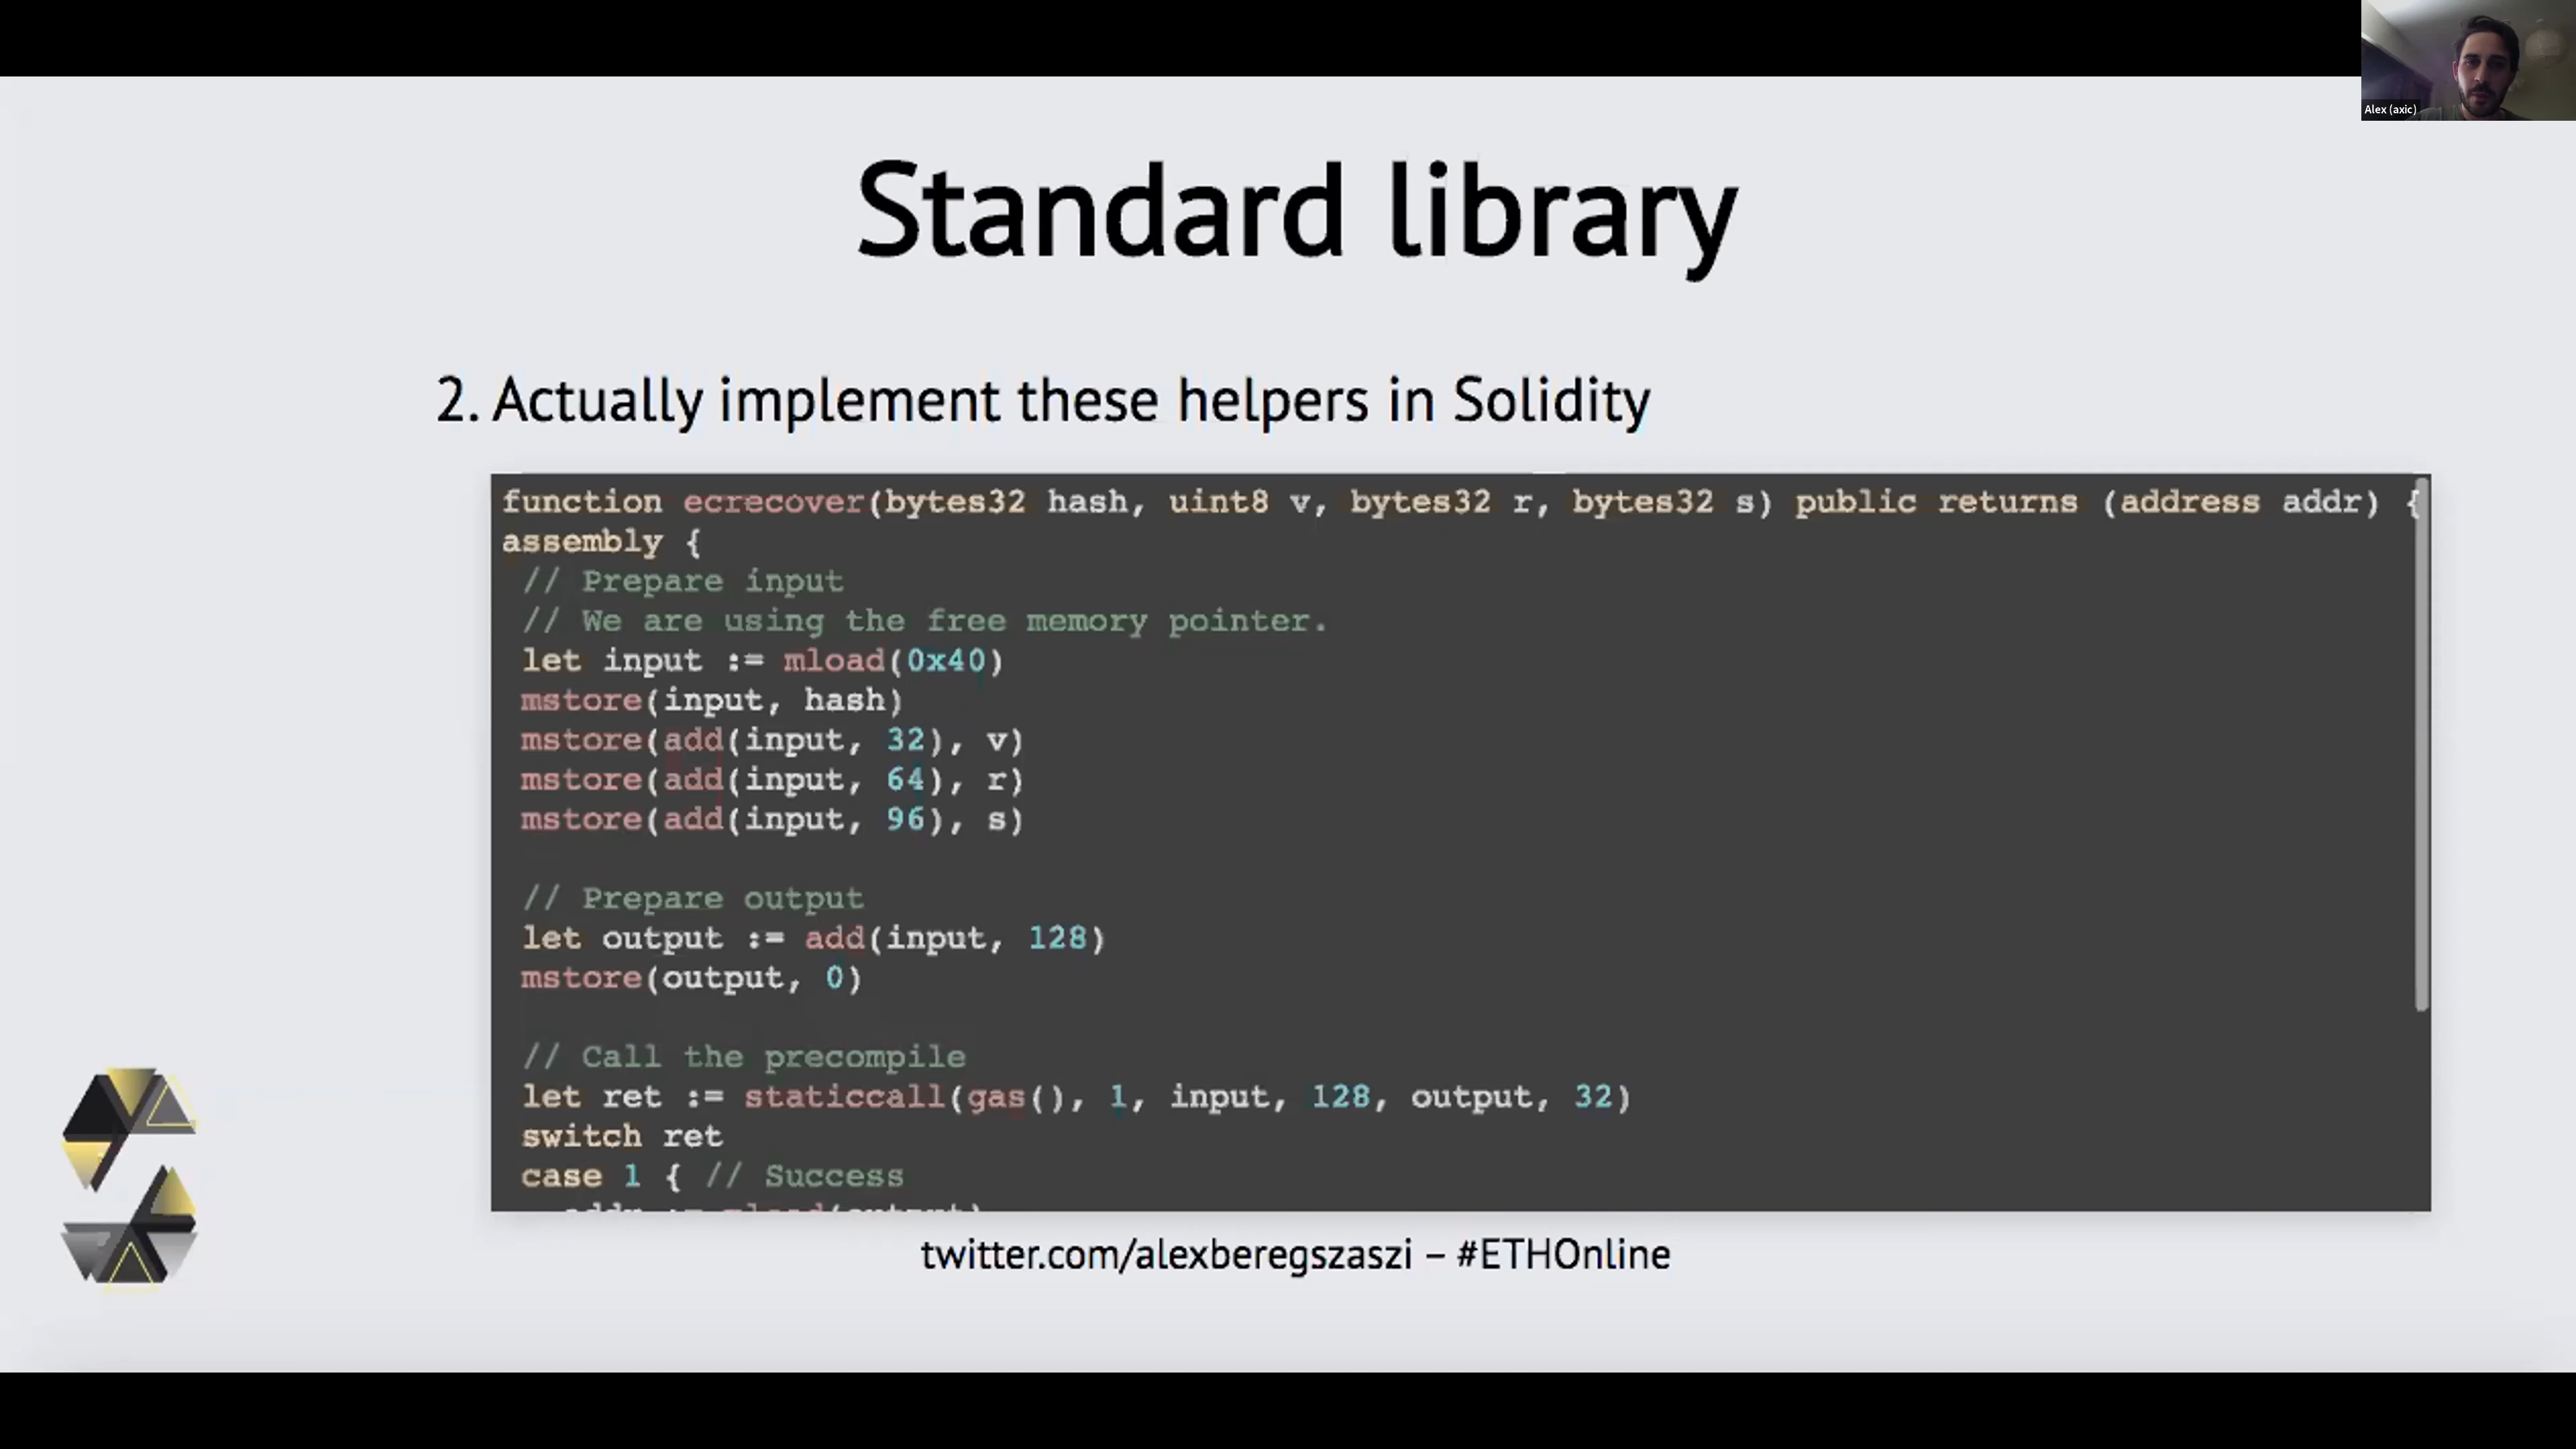 Alex (axic)
Standard library
2. Actually implement these helpers in Solidity
function ecrecover(bytes32 hash, uint8 v, bytes32 r, bytes32 s) public returns (address addr) {
assembly {
// Prepare input
// We are using the free memory pointer.
let input := mload(0x40)
mstore(input, hash)
mstore(add(input, 32), v)
mstore(add(input, 64), r)
mstore(add(input, 96), s)
// Prepare output
let output := add(input, 128)
mstore(output, 0)
// Call the precompile
let ret := staticcall(gas(), 1, input, 128, output, 32)
switch ret
case 1 { // Success
addr := mload(output)
twitter.com/alexberegszaszi – #ETHOnline